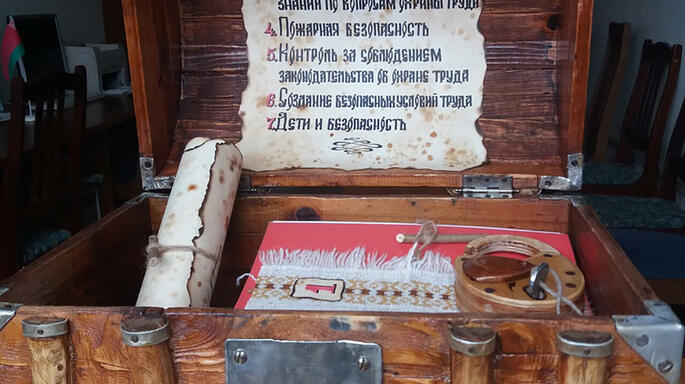 знаний по вопросам охраны труда
4. Пожарная безопасность
5. Контроль за соблюдением
законодательства об охране труда
6. Создание безопасных условий труда
7. Дети и безопасность
1